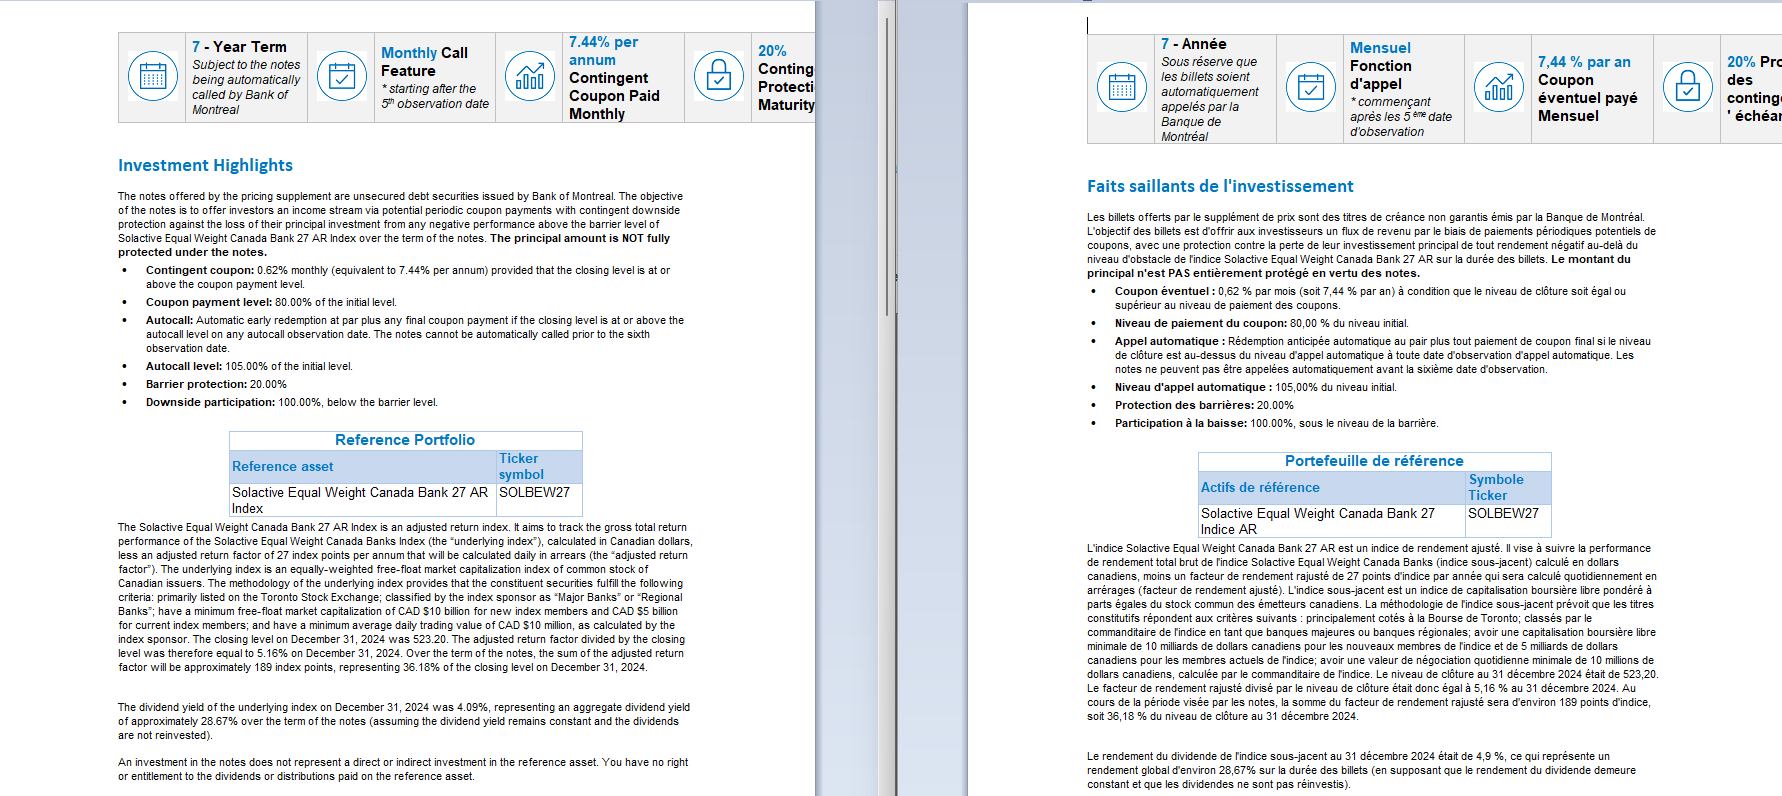 7 - Year Term
Subject to the notes
being automatically
called by Bank of
Montreal
Monthly Call
Feature
* starting after the
5th observation date
7.44% per
annum
Contingent
Coupon Paid
Monthly
20%
Maturity
Investment Highlights
The notes offered by the pricing supplement are unsecured debt securities issued by Bank of Montreal. The objective
of the notes is to offer investors an income stream via potential periodic coupon payments with contingent downside
protection against the loss of their principal investment from any negative performance above the barrier level of
Solactive Equal Weight Canada Bank 27 AR Index over the term of the notes. The principal amount is NOT fully
protected under the notes.
• Contingent coupon: 0.62% monthly (equivalent to 7.44% per annum) provided that the closing level is at or
above the coupon payment level.
• Coupon payment level: 80.00% of the initial level.
• Autocall: Automatic early redemption at par plus any final coupon payment if the closing level is at or above the
autocall level on any autocall observation date. The notes cannot be automatically called prior to the sixth
observation date.
• Autocall level: 105.00% of the initial level.
• Barrier protection: 20.00%
• Downside participation: 100.00%, below the barrier level.
Reference Portfolio
Reference asset
Ticker
symbol
Solactive Equal Weight Canada Bank 27 AR
Index
SOLBEW27
The Solactive Equal Weight Canada Bank 27 AR Index is an adjusted return index. It aims to track the gross total return
performance of the Solactive Equal Weight Canada Banks Index (the “underlying index”), calculated in Canadian dollars,
less an adjusted return factor of 27 index points per annum that will be calculated daily in arrears (the “adjusted return
factor”). The underlying index is an equally-weighted free-float market capitalization index of common stock of
Canadian issuers. The methodology of the underlying index provides that the constituent securities fulfill the following
criteria: primarily listed on the Toronto Stock Exchange; classified by the index sponsor as “Major Banks” or “Regional
Banks”; have a minimum free-float market capitalization of CAD $10 billion for new index members and CAD $5 billion
for current index members; and have a minimum average daily trading value of CAD $10 million, as calculated by the
index sponsor. The closing level on December 31, 2024 was 523.20. The adjusted return factor divided by the closing
level was therefore equal to 5.16% on December 31, 2024. Over the term of the notes, the sum of the adjusted return
factor will be approximately 189 index points, representing 36.18% of the closing level on December 31, 2024.
The dividend yield of the underlying index on December 31, 2024 was 4.09%, representing an aggregate dividend yield
of approximately 28.67% over the term of the notes (assuming the dividend yield remains constant and the dividends
are not reinvested).
An investment in the notes does not represent a direct or indirect investment in the reference asset. You have no right
or entitlement to the dividends or distributions paid on the reference asset.
7 - Année
Sous réserve que
les billets soient
automatiquement
appelés par la
Banque de
Montréal
Mensuel
Fonction
d'appel
* commençant
après les 5 ème date
d'observation
7,44 % par an
Coupon
éventuel payé
Mensuel
20%
des
' échéar
Faits saillants de l'investissement
Les billets offerts par le supplément de prix sont des titres de créance non garantis émis par la Banque de Montréal.
L'objectif des billets est d'offrir aux investisseurs un flux de revenu par le biais de paiements périodiques potentiels de
coupons, avec une protection contre la perte de leur investissement principal de tout rendement négatif au-delà du
niveau d'obstacle de l'indice Solactive Equal Weight Canada Bank 27 AR sur la durée des billets. Le montant du
principal n'est PAS entièrement protégé en vertu des notes.
• Coupon éventuel : 0,62 % par mois (soit 7,44 % par an) à condition que le niveau de clôture soit égal ou
supérieur au niveau de paiement des coupons.
• Niveau de paiement du coupon: 80,00 % du niveau initial.
• Appel automatique : Rédemption anticipée automatique au pair plus tout paiement de coupon final si le niveau
de clôture est au-dessus du niveau d'appel automatique à toute date d'observation d'appel automatique. Les
notes ne peuvent pas être appelées automatiquement avant la sixième date d'observation.
• Niveau d'appel automatique : 105,00% du niveau initial.
• Protection des barrières: 20.00%
• Participation à la baisse: 100.00%, sous le niveau de la barrière.
Portefeuille de référence
Actifs de référence
Symbole
Ticker
Solactive Equal Weight Canada Bank 27
Indice AR
SOLBEW27
L'indice Solactive Equal Weight Canada Bank 27 AR est un indice de rendement ajusté. Il vise à suivre la performance
de rendement total brut de l'indice Solactive Equal Weight Canada Banks (indice sous-jacent) calculé en dollars
canadiens, moins un facteur de rendement rajusté de 27 points d'indice par année qui sera calculé quotidiennement en
arrérages (facteur de rendement ajusté). L'indice sous-jacent est un indice de capitalisation boursière libre pondéré à
parts égales du stock commun des émetteurs canadiens. La méthodologie de l'indice sous-jacent prévoit que les titres
constitutifs répondent aux critères suivants : principalement cotés à la Bourse de Toronto; classés par le
commanditaire de l'indice en tant que banques majeures ou banques régionales; avoir une capitalisation boursière libre
minimale de 10 milliards de dollars canadiens pour les nouveaux membres de l'indice et de 5 milliards de dollars
canadiens pour les membres actuels de l'indice; avoir une valeur de négociation quotidienne minimale de 10 millions de
dollars canadiens, calculée par le commanditaire de l'indice. Le niveau de clôture au 31 décembre 2024 était de 523,20.
Le facteur de rendement rajusté divisé par le niveau de clôture était donc égal à 5,16 % au 31 décembre 2024. Au
cours de la période visée par les notes, la somme du facteur de rendement rajusté sera d'environ 189 points d'indice,
soit 36,18 % du niveau de clôture au 31 décembre 2024.
Le rendement du dividende de l'indice sous-jacent au 31 décembre 2024 était de 4,9 %, ce qui représente un
rendement global d'environ 28,67% sur la durée des billets (en supposant que le rendement du dividende demeure
constant et que les dividendes ne sont pas réinvestis).